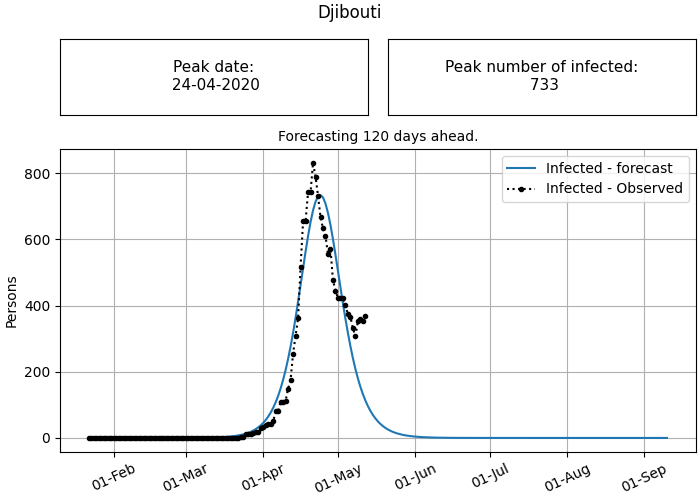 Djibouti
Peak date:
24-04-2020
Peak number of infected:
733
Forecasting 120 days ahead.
Infected - forecast
Infected - Observed
800
600
400
200
0
Persons
01-Feb
01-Mar
01-Apr
01-May
01-Jun
01-Jul
01-Aug
01-Sep